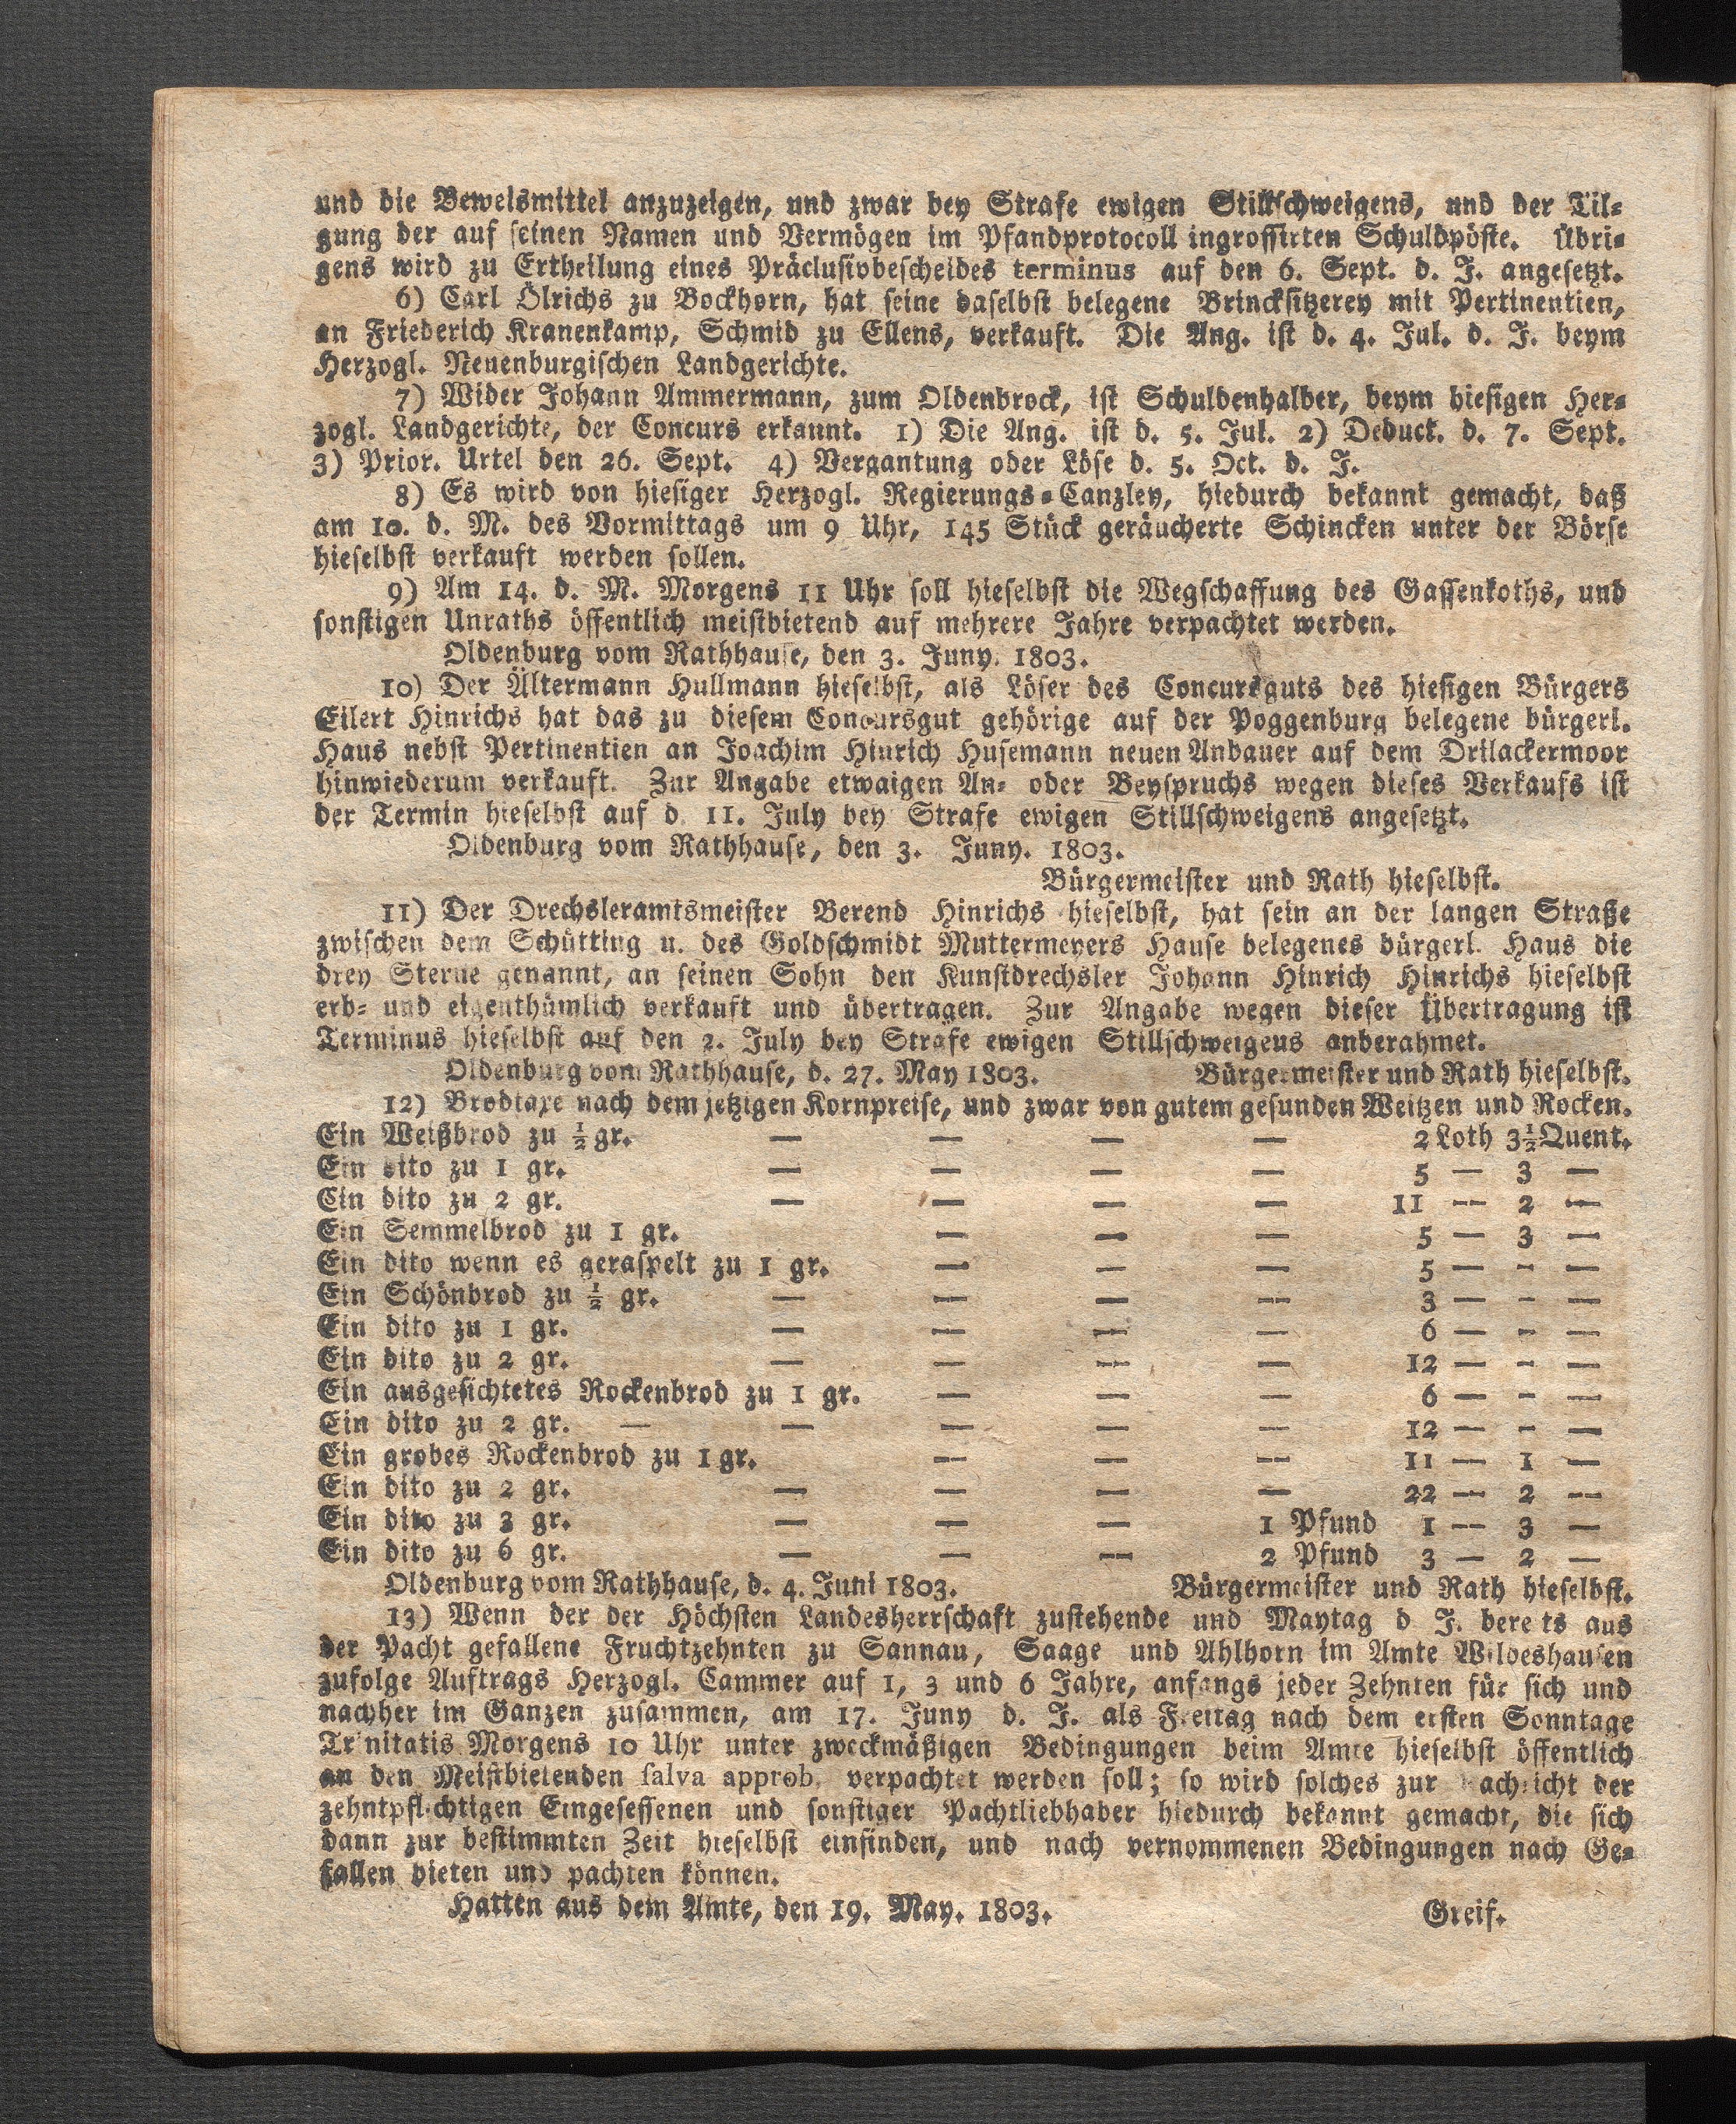 und die Beweismittel anzuzeigen, und zwar bey Strafe ewigen Stillschweigens, und der Til-
gung der auf seinen Namen und Vermögen im Pfandprotocoll ingrossirten Schuldpöste. Übri-
gens wird zu Ertheilung eines Präclusivbescheides terminus auf den 6. Sept. d. J. angesetzt.
6) Carl Ölrichs zu Bockhorn, hat seine daselbst belegene Brincksitzerey mit Pertinentien,
an Friederich Kranenkamp, Schmid zu Ellens, verkauft. Die Ang. ist d. 4. Jul. d. J. beym
Herzogl. Neuenburgischen Landgerichte.
7) Wider Johann Ammermann, zum Oldenbrock, ist Schuldenhalber, beym hiesigen Her-
zogl. Landgerichte, der Concurs erkannt. 1) Die Ang. ist d. 5. Jul. 2) Deduct. d. 7. Sept.
3) Prior. Urtel den 26. Sept. 4) Vergantung oder Löse d. 5. Oct. d. J.
8) Es wird von hiesiger Herzogl. Regierungs-Canzley, hiedurch bekannt gemacht, daß
am 10. d. M. des Vormittags um 9 Uhr, 145 Stück geräucherte Schincken unter der Börse
hieselbst verkauft werden sollen.
9) Am 14. d. M. Morgens 11 Uhr soll hieselbst die Wegschaffung des Gassenkoths, und
sonstigen Unraths öffentlich meistbietend auf mehrere Jahre verpachtet werden.
Oldenburg vom Rathhause, den 3. Juny. 1803.
10) Der Ältermann Hullmann hieselbst, als Löser des Concursguts des hiesigen Bürgers
Eilert Hinrichs hat das zu diesem Concursgut gehörige auf der Poggenburg belegene bürgerl.
Haus nebst Pertinentien an Joachim Hinrich Husemann neuen Anbauer auf dem Drilackermoor
hinwiederum verkauft. Zur Angabe etwaigen An- oder Beyspruchs wegen dieses Verkaufs ist
der Termin hieselbst auf d. 11. July bey Strafe ewigen Stillschweigens angesetzt.
Oldenburg vom Rathhause, den 3. Juny. 1803.
Bürgermeister und Rath hieselbst.
11) Der Drechsleramtsmeister Berend Hinrichs hieselbst, hat sein an der langen Straße
zwischen dem Schütting u. des Goldschmidt Muttermeyers Hause belegenes bürgerl. Haus die
drey Sterne genannt, an seinen Sohn den Kunstdrechsler Johann Hinrich Hinrichs hieselbst
erb- und eigenthümlich verkauft und übertragen. Zur Angabe wegen dieser Übertragung ist
Terminus hieselbst auf den 2. July bey Strafe ewigen Stillschweigens anberahmet.
Oldenburg vom Rathhause, d. 27. May 1803. Bürgermeister und Rath hieselbst.
12) Brodtaxe nach dem jetzigen Kornpreise, und zwar von gutem gesunden Weitzen und Rocken.
Ein Weißbrod zu ½ gr. — — — — 2 Loth 3½ Quent.
Ein dito zu 1 gr. — — — — 5 — 3 —
Ein dito zu 2 gr. — — — — 11 — 2 —
Ein Semmelbrod zu 1 gr. — — — 5 — 3 —
Ein dito wenn es geraspelt zu 1 gr. — — — 5 — - —
Ein Schönbrod zu ½ gr. — — — — 3 — - —
Ein dito zu 1 gr. — — — — 6 — - —
Ein dito zu 2 gr. — — — — 12 — - —
Ein ausgesichtetes Rockenbrod zu 1 gr. — — — 6 — - —
Ein dito zu 2 gr. — — — — — 12 — - —
Ein grobes Rockenbrod zu 1 gr. — — — 11 — 1 —
Ein dito zu 2 gr. — — — — 22 — 2 —
Ein dito zu 3 gr. — — — 1 Pfund 1 — 3 —
Ein dito zu 6 gr. — — — 2 Pfund 3 — 2 —
Oldenburg vom Rathhause, d. 4. Juni 1803. Bürgermeister und Rath hieselbst.
13) Wenn der der Höchsten Landesherrschaft zustehende und Maytag d J. bereits aus
der Pacht gefallene Fruchtzehnten zu Sannau, Saage und Ahlhorn im Amte Wildeshausen
zufolge Auftrags Herzogl. Cammer auf 1, 3 und 6 Jahre, anfangs jeder Zehnten für sich und
nachher im Ganzen zusammen, am 17. Juny d. J. als Freitag nach dem ersten Sonntage
Trinitatis Morgens 10 Uhr unter zweckmäßigen Bedingungen beim Amte hieselbst öffentlich
an den Meistbietenden salva approb. verpachtet werden soll; so wird solches zur Nachricht der
zehntpflichtigen Eingesessenen und sonstiger Pachtliebhaber hiedurch bekannt gemacht, die sich
dann zur bestimmten Zeit hieselbst einfinden, und nach vernommenen Bedingungen nach Ge-
fallen bieten und pachten können.
Hatten aus dem Amte, den 19. May. 1803. Greif.